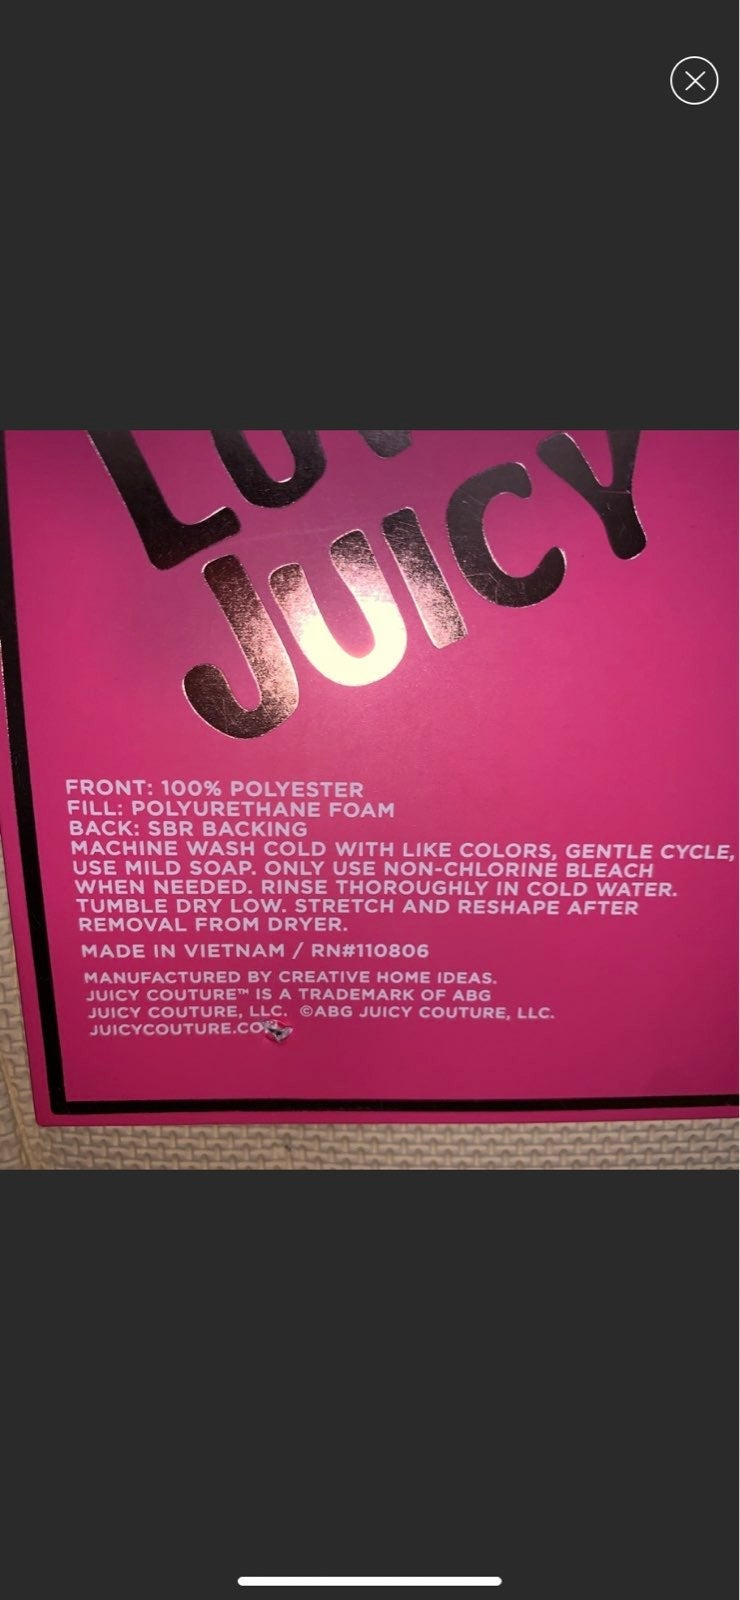 JUICY
FRONT: 100% POLYESTER
FILL: POLYURETHANE FOAM
BACK: SBR BACKING
MACHINE WASH COLD WITH LIKE COLORS, GENTLE CYCLE,
USE MILD SOAP. ONLY USE NON-CHLORINE BLEACH
WHEN NEEDED. RINSE THOROUGHLY IN COLD WATER.
TUMBLE DRY LOW. STRETCH AND RESHAPE AFTER
REMOVAL FROM DRYER.
MADE IN VIETNAM / RN#110806
MANUFACTURED BY CREATIVE HOME IDEAS.
JUICY COUTURE™ IS A TRADEMARK OF ABG
JUICY COUTURE, LLC. ©ABG JUICY COUTURE, LLC.
JUICYCOUTURE.CO